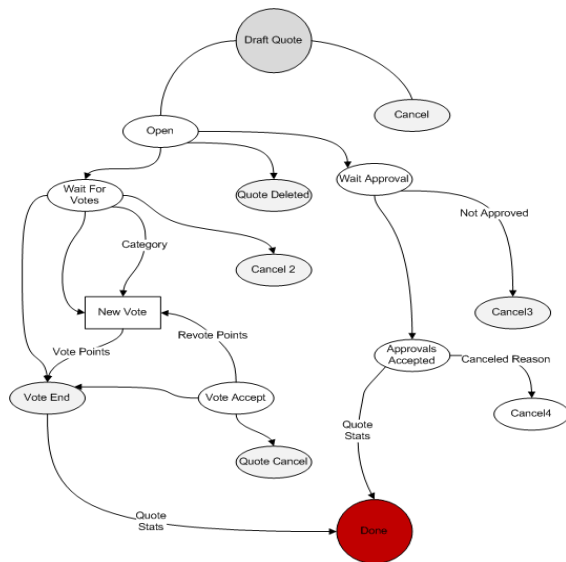 Draft Quote
Cancel
Open
Wait Approval
Wait For
Votes
Quote Deleted
Not Approved
Category
Cancel 2
New Vote
Cancel3
Revote Points
Vote Points
Approvals
Accepted
Canceled Reason
Vote End
Vote Accept
Cancel4
Quote
Stats
Quote Cancel
Quote
Stats
Done